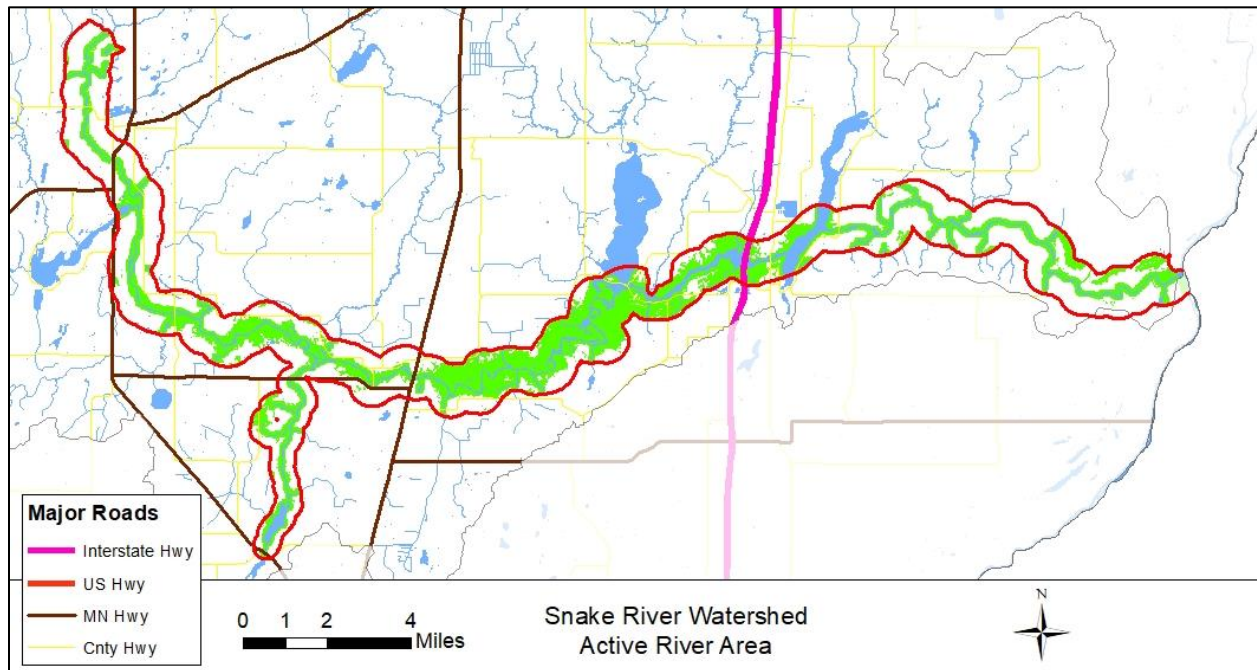 Major Roads
Interstate Hwy
US Hwy
MN Hwy
Cnty Hwy
0 1 2 4
Miles
Snake River Watershed
Active River Area
N